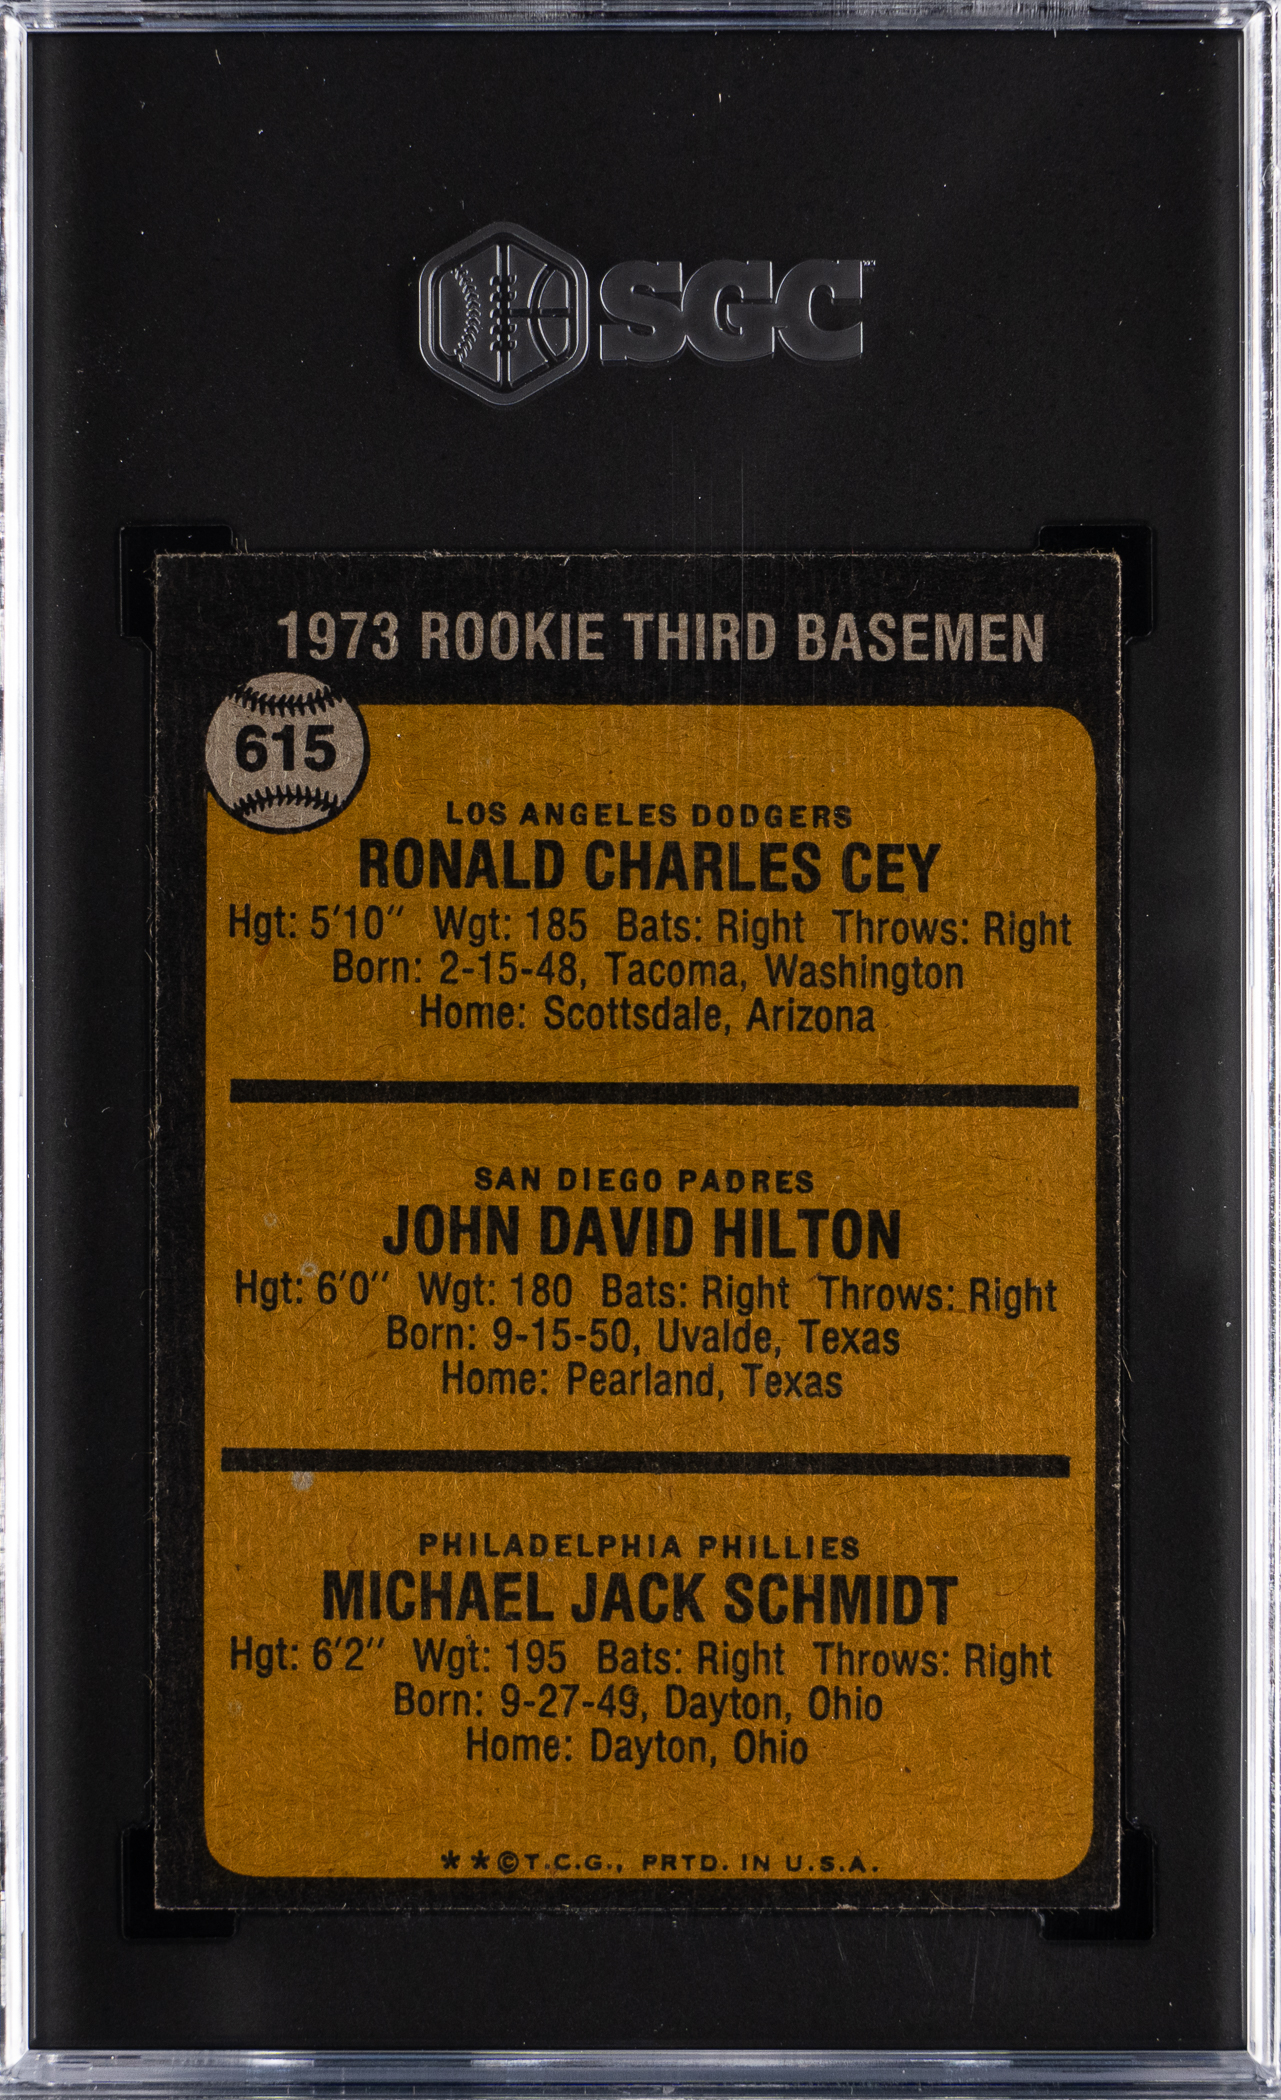 SGC™
1973 ROOKIE THIRD BASEMEN
615
LOS ANGELES DODGERS
RONALD CHARLES CEY
Hgt: 5'10" Wgt: 185 Bats: Right Throws: Right
Born: 2-15-48, Tacoma, Washington
Home: Scottsdale, Arizona
SAN DIEGO PADRES
JOHN DAVID HILTON
Hgt: 6'0" Wgt: 180 Bats: Right Throws: Right
Born: 9-15-50, Uvalde, Texas
Home: Pearland, Texas
PHILADELPHIA PHILLIES
MICHAEL JACK SCHMIDT
Hgt: 6'2" Wgt: 195 Bats: Right Throws: Right
Born: 9-27-49, Dayton, Ohio
Home: Dayton, Ohio
* * © T.C.G., PRTD. IN U.S.A.